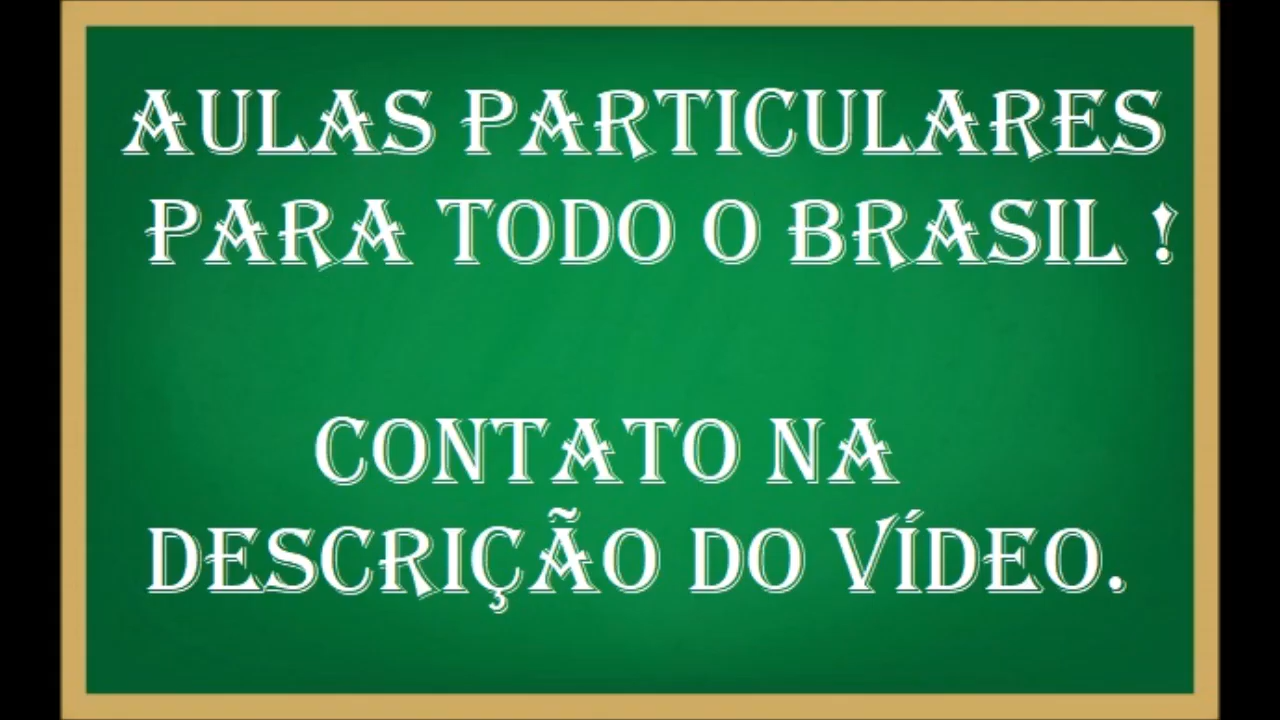 AULAS PARTICULARES
PARA TODO O BRASIL !
CONTATO NA
DESCRIÇÃO DO VÍDEO.